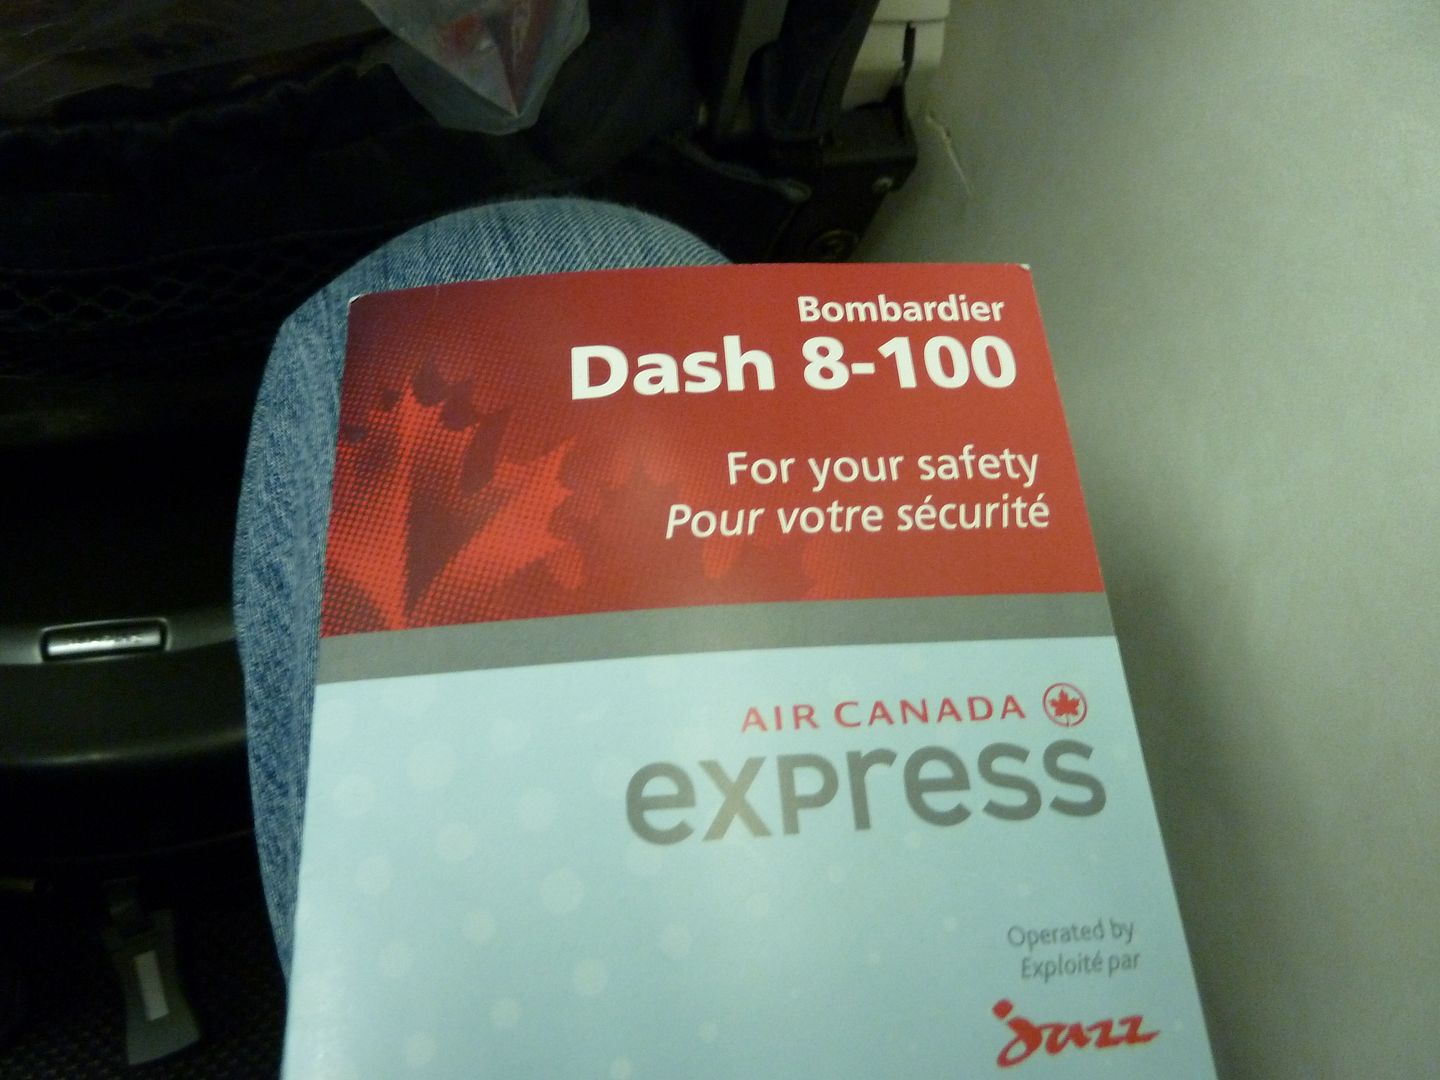 Bombardier
Dash 8-100
For your safety
Pour votre sécurité
AIR CANADA
express
Operated by
Exploité par
Jazz